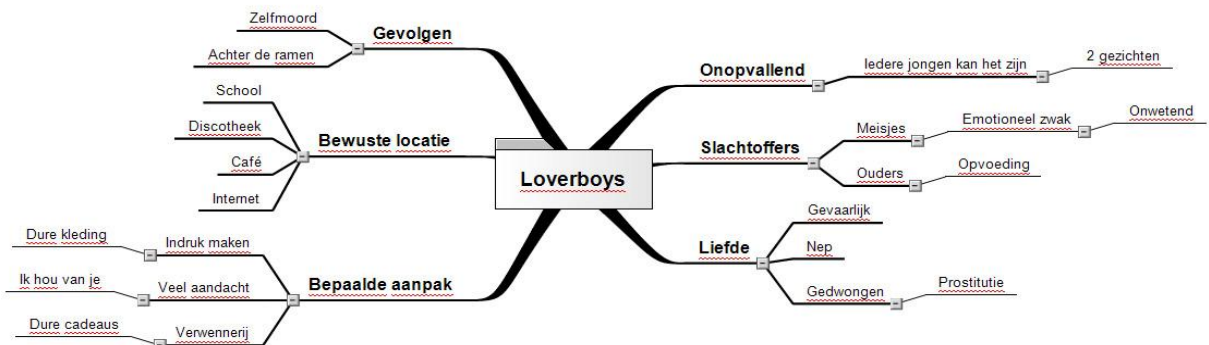 Loverboys
Gevolgen
Zelfmoord
Achter de ramen
Bewuste locatie
School
Discotheek
Café
Internet
Bepaalde aanpak
Indruk maken
Dure kleding
Veel aandacht
Ik hou van je
Verwennerij
Dure cadeaus
Onopvallend
Iedere jongen kan het zijn
2 gezichten
Slachtoffers
Meisjes
Emotioneel zwak
Onwetend
Ouders
Opvoeding
Liefde
Gevaarlijk
Nep
Gedwongen
Prostitutie